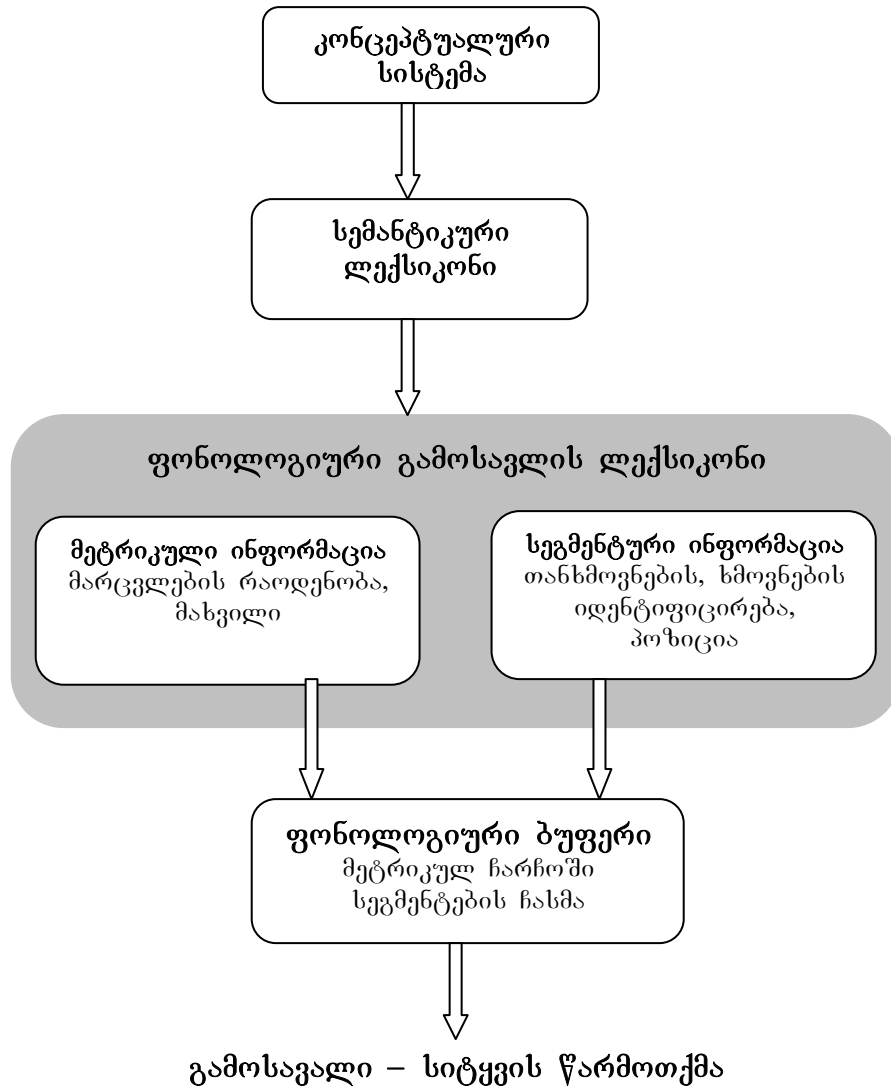 კონცეპტუალური
სისტემა
სემანტიკური
ლექსიკონი
ფონოლოგიური გამოსავლის ლექსიკონი
მეტრიკული ინფორმაცია
მარცვლების რაოდენობა,
მახვილი
სეგმენტური ინფორმაცია
თანხმოვნების, ხმოვნების
იდენტიფიცირება,
პოზიცია
ფონოლოგიური ბუფერი
მეტრიკულ ჩარჩოში
სეგმენტების ჩასმა
გამოსავალი – სიტყვის წარმოთქმა